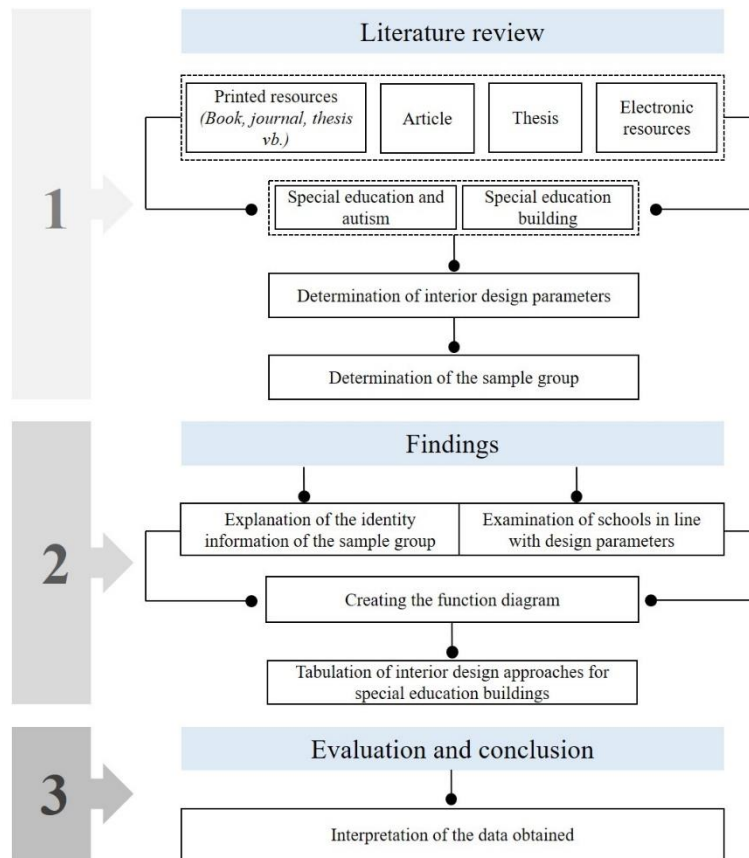 1
Literature review
Printed resources
(Book, journal, thesis
vb.)
Article
Thesis
Electronic
resources
Special education and
autism
Special education
building
Determination of interior design parameters
Determination of the sample group
2
Findings
Explanation of the identity
information of the sample group
Examination of schools in line
with design parameters
Creating the function diagram
Tabulation of interior design approaches for
special education buildings
3
Evaluation and conclusion
Interpretation of the data obtained